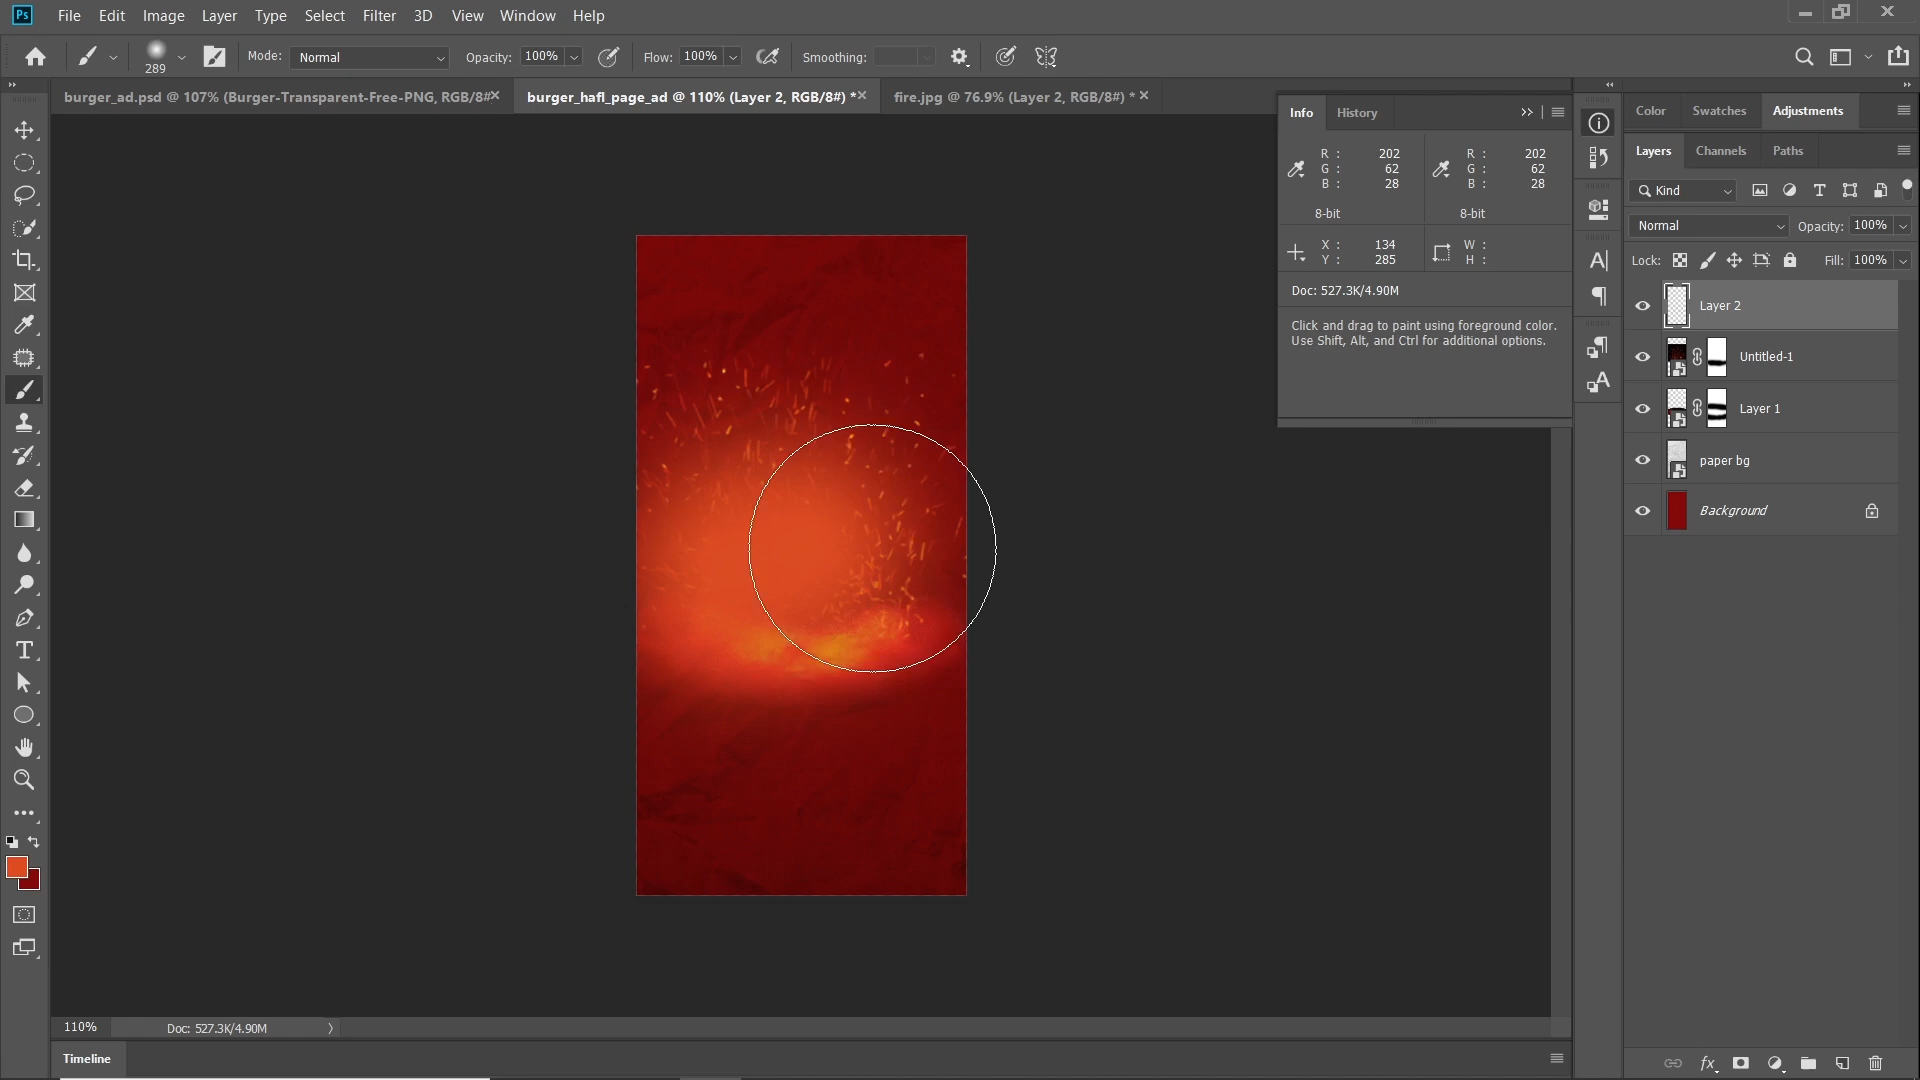 Ps File Edit Image Layer Type Select Filter 3D View Window Help
289 Mode: Normal Opacity: 100% Flow: 100% Smoothing:
burger_ad.psd @ 107% (Burger-Transparent-Free-PNG, RGB/8# burger_hafl_page_ad @ 110% (Layer 2, RGB/8#) * fire.jpg @ 76.9% (Layer 2, RGB/8#) *
Info History
R : 202 R : 202
G : 62 G : 62
B : 28 B : 28
8-bit 8-bit
X : 134 W :
Y : 285 H :
Doc: 527.3K/4.90M
Click and drag to paint using foreground color.
Use Shift, Alt, and Ctrl for additional options.
Color Swatches Adjustments
Layers Channels Paths
Kind
Normal Opacity: 100%
Lock: Fill: 100%
Layer 2
Untitled-1
Layer 1
paper bg
Background
110% Doc: 527.3K/4.90M
Timeline
fx